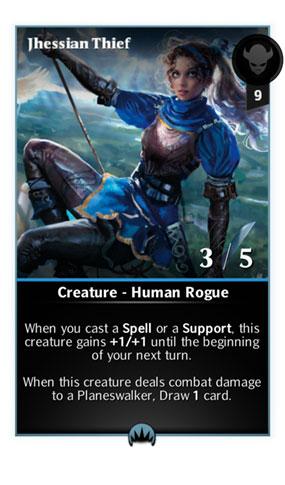 Jhessian Thief
9
3 / 5
Creature - Human Rogue
When you cast a Spell or a Support, this
creature gains +1/+1 until the beginning
of your next turn.
When this creature deals combat damage
to a Planeswalker, Draw 1 card.